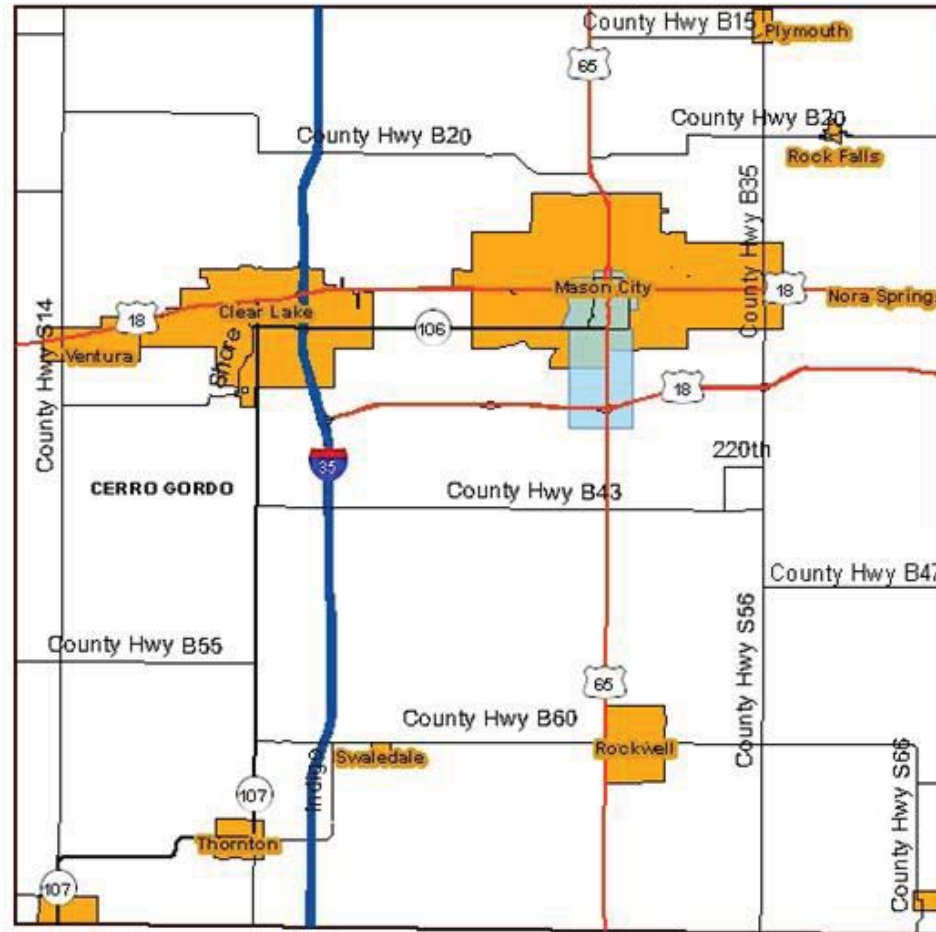 County Hwy B15
Plymouth
65
County Hwy B20
County Hwy B20
Rock Falls
County Hwy B35
Mason City
18
Nora Springs
Clear Lake
18
106
Ventura
Shore
County Hwy S14
18
220th
35
CERRO GORDO
County Hwy B43
County Hwy B47
County Hwy S56
County Hwy B55
65
County Hwy B60
Rockwell
Swaledale
Indigo
County Hwy S66
107
Thornton
107